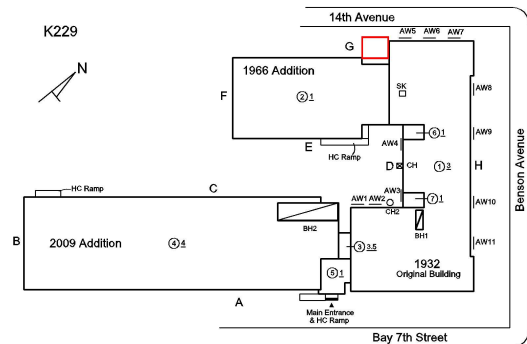 14th Avenue
K229
G
AW5 AW6 AW7
N
1966 Addition
F
2 1
SK
AW8
E
HC Ramp
6 1
AW9
AW4
D
CH
1 3
H
Benson Avenue
HC Ramp
C
AW1 AW2
AW3
CH2
7 1
AW10
B
2009 Addition
4 4
BH2
BH1
3 3.5
AW11
1932
Original Building
5 1
A
Main Entrance
& HC Ramp
Bay 7th Street